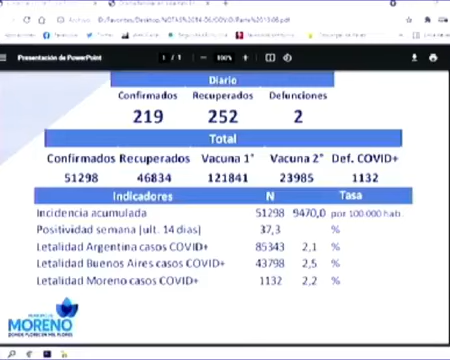 Presentación de PowerPoint
1 / 1
100%
Diario
Confirmados Recuperados Defunciones
219 252 2
Total
Confirmados Recuperados Vacuna 1° Vacuna 2° Def. COVID+
51298 46834 121841 23985 1132
Indicadores N Tasa
Incidencia acumulada 51298 9470,0 por 100.000 hab.
Positividad semana (ult. 14 dias) 37,3 %
Letalidad Argentina casos COVID+ 85343 2,1 %
Letalidad Buenos Aires casos COVID+ 43798 2,5 %
Letalidad Moreno casos COVID+ 1132 2,2 %
MORENO